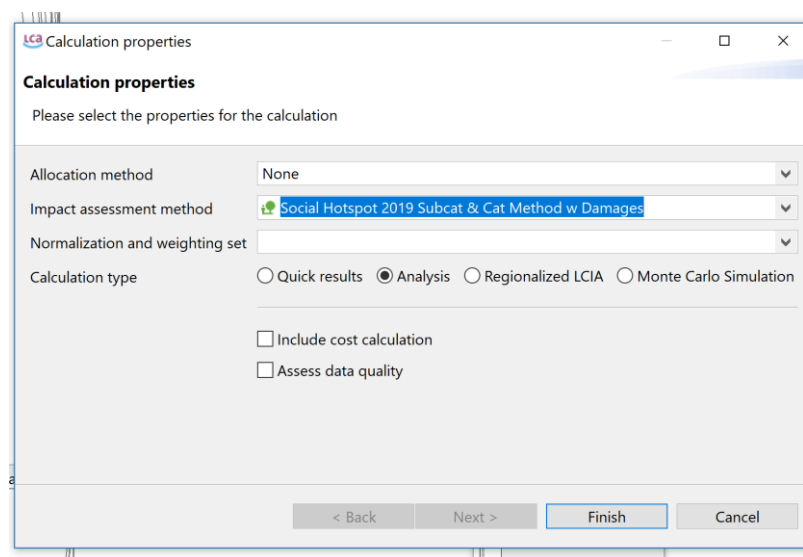 LCA Calculation properties
Calculation properties
Please select the properties for the calculation
Allocation method None
Impact assessment method Social Hotspot 2019 Subcat & Cat Method w Damages
Normalization and weighting set
Calculation type Quick results Analysis Regionalized LCIA Monte Carlo Simulation
Include cost calculation
Assess data quality
a
< Back Next > Finish Cancel